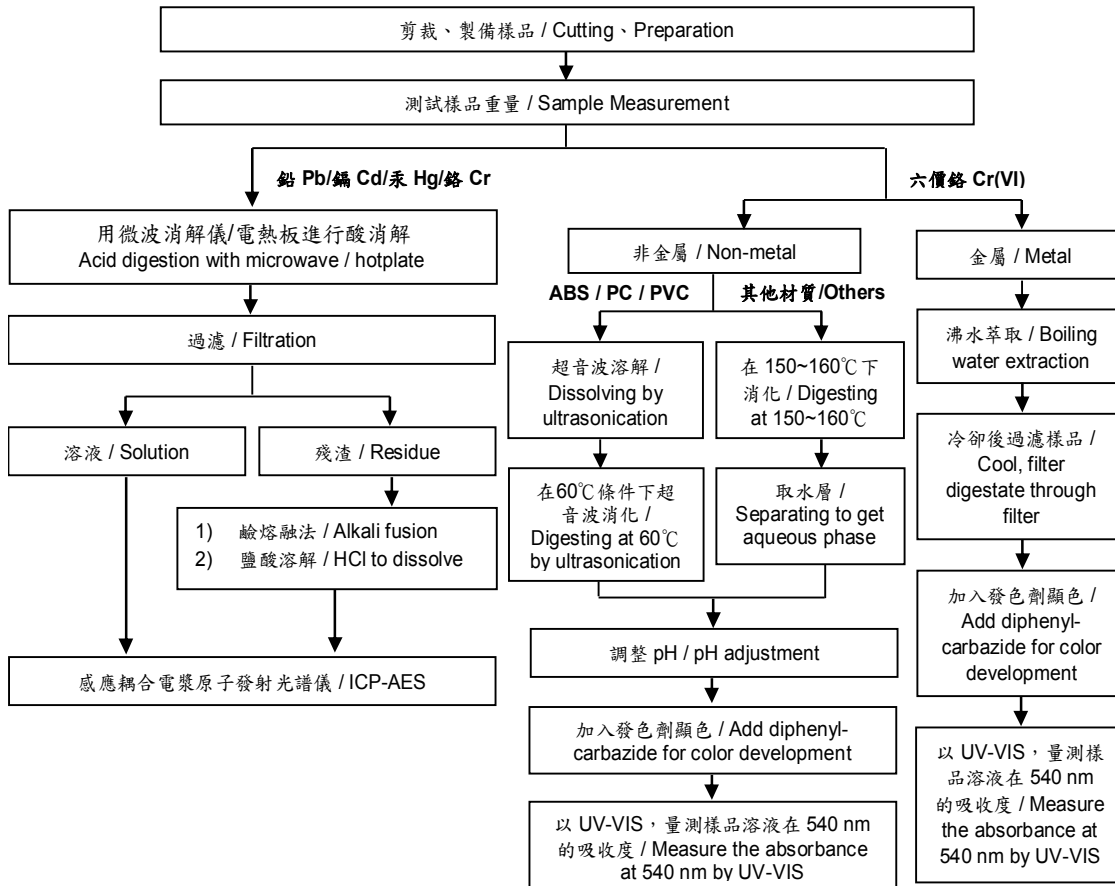 剪裁、製備樣品 / Cutting、Preparation
測試樣品重量 / Sample Measurement
鉛 Pb/鎘 Cd/汞 Hg/鉻 Cr
六價鉻 Cr(VI)
用微波消解儀/電熱板進行酸消解
Acid digestion with microwave / hotplate
過濾 / Filtration
溶液 / Solution
殘渣 / Residue
1) 鹼熔融法 / Alkali fusion
2) 鹽酸溶解 / HCl to dissolve
感應耦合電漿原子發射光譜儀 / ICP-AES
非金屬 / Non-metal
ABS / PC / PVC
其他材質/Others
超音波溶解 /
Dissolving by
ultrasonication
在60℃條件下超
音波消化 /
Digesting at 60℃
by ultrasonication
在 150~160℃下
消化 / Digesting
at 150~160℃
取水層 /
Separating to get
aqueous phase
調整 pH / pH adjustment
加入發色劑顯色 / Add diphenyl-
carbazide for color development
以 UV-VIS，量測樣品溶液在 540 nm
的吸收度 / Measure the absorbance
at 540 nm by UV-VIS
金屬 / Metal
沸水萃取 / Boiling
water extraction
冷卻後過濾樣品 /
Cool, filter
digestate through
filter
加入發色劑顯色 /
Add diphenyl-
carbazide for color
development
以 UV-VIS，量測樣
品溶液在 540 nm
的吸收度 / Measure
the absorbance at
540 nm by UV-VIS